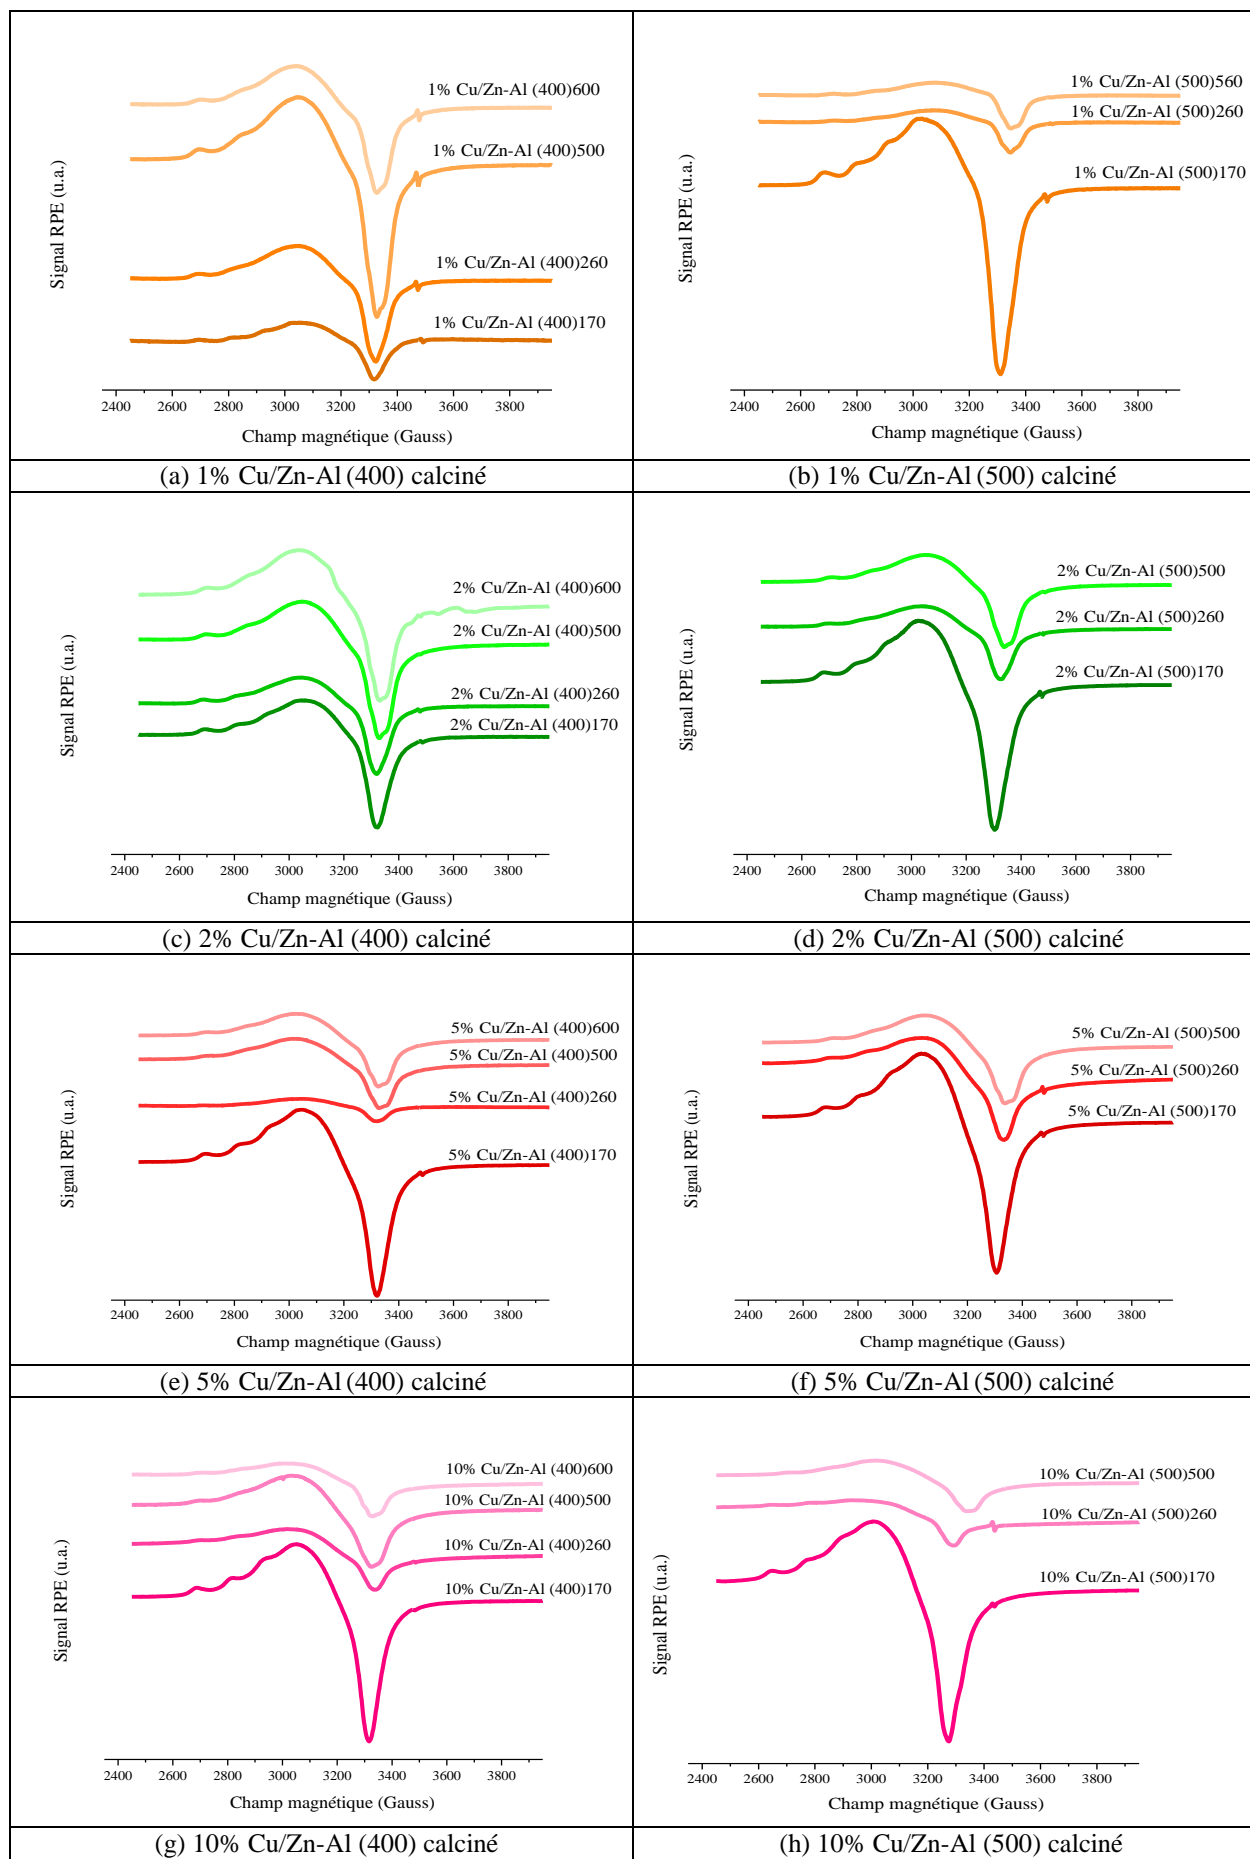 Signal RPE (u.a.)
1% Cu/Zn-Al (400)600
1% Cu/Zn-Al (400)500
1% Cu/Zn-Al (400)260
1% Cu/Zn-Al (400)170
2400 2600 2800 3000 3200 3400 3600 3800
Champ magnétique (Gauss)
(a) 1% Cu/Zn-Al (400) calciné
Signal RPE (u.a.)
1% Cu/Zn-Al (500)560
1% Cu/Zn-Al (500)260
1% Cu/Zn-Al (500)170
2400 2600 2800 3000 3200 3400 3600 3800
Champ magnétique (Gauss)
(b) 1% Cu/Zn-Al (500) calciné
Signal RPE (u.a.)
2% Cu/Zn-Al (400)600
2% Cu/Zn-Al (400)500
2% Cu/Zn-Al (400)260
2% Cu/Zn-Al (400)170
2400 2600 2800 3000 3200 3400 3600 3800
Champ magnétique (Gauss)
(c) 2% Cu/Zn-Al (400) calciné
Signal RPE (u.a.)
2% Cu/Zn-Al (500)500
2% Cu/Zn-Al (500)260
2% Cu/Zn-Al (500)170
2400 2600 2800 3000 3200 3400 3600 3800
Champ magnétique (Gauss)
(d) 2% Cu/Zn-Al (500) calciné
Signal RPE (u.a.)
5% Cu/Zn-Al (400)600
5% Cu/Zn-Al (400)500
5% Cu/Zn-Al (400)260
5% Cu/Zn-Al (400)170
2400 2600 2800 3000 3200 3400 3600 3800
Champ magnétique (Gauss)
(e) 5% Cu/Zn-Al (400) calciné
Signal RPE (u.a.)
5% Cu/Zn-Al (500)500
5% Cu/Zn-Al (500)260
5% Cu/Zn-Al (500)170
2400 2600 2800 3000 3200 3400 3600 3800
Champ magnétique (Gauss)
(f) 5% Cu/Zn-Al (500) calciné
Signal RPE (u.a.)
10% Cu/Zn-Al (400)600
10% Cu/Zn-Al (400)500
10% Cu/Zn-Al (400)260
10% Cu/Zn-Al (400)170
2400 2600 2800 3000 3200 3400 3600 3800
Champ magnétique (Gauss)
(g) 10% Cu/Zn-Al (400) calciné
Signal RPE (u.a.)
10% Cu/Zn-Al (500)500
10% Cu/Zn-Al (500)260
10% Cu/Zn-Al (500)170
2400 2600 2800 3000 3200 3400 3600 3800
Champ magnétique (Gauss)
(h) 10% Cu/Zn-Al (500) calciné